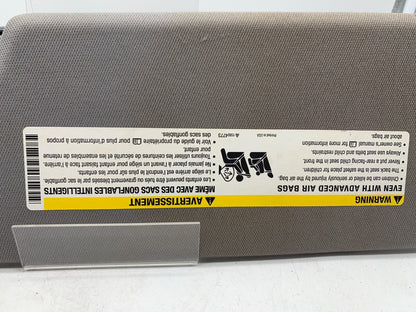 WARNING
EVEN WITH ADVANCED AIR BAGS
• Children can be killed or seriously injured by the air bag.
• The back seat is the safest place for children.
• Never put a rear-facing child seat in the front.
• Always use seat belts and child restraints.
• See owner's manual for more information
about air bags.
Printed in USA
AVERTISSEMENT
MÊME AVEC DES SACS GONFLABLES INTELLIGENTS
• Les enfants peuvent être tués ou gravement blessés par les sac gonflable.
• Le siège arrière est l'endroit le plus sûr pour les enfants.
• Ne jamais placer à l'avant un siège pour enfant faisant face à l'arrière.
• Toujours utiliser les ceintures de sécurité et ensembles de retenue
pour enfant.
• Voir le guide du propriétaire pour plus d'information à propos
des sacs gonflables.